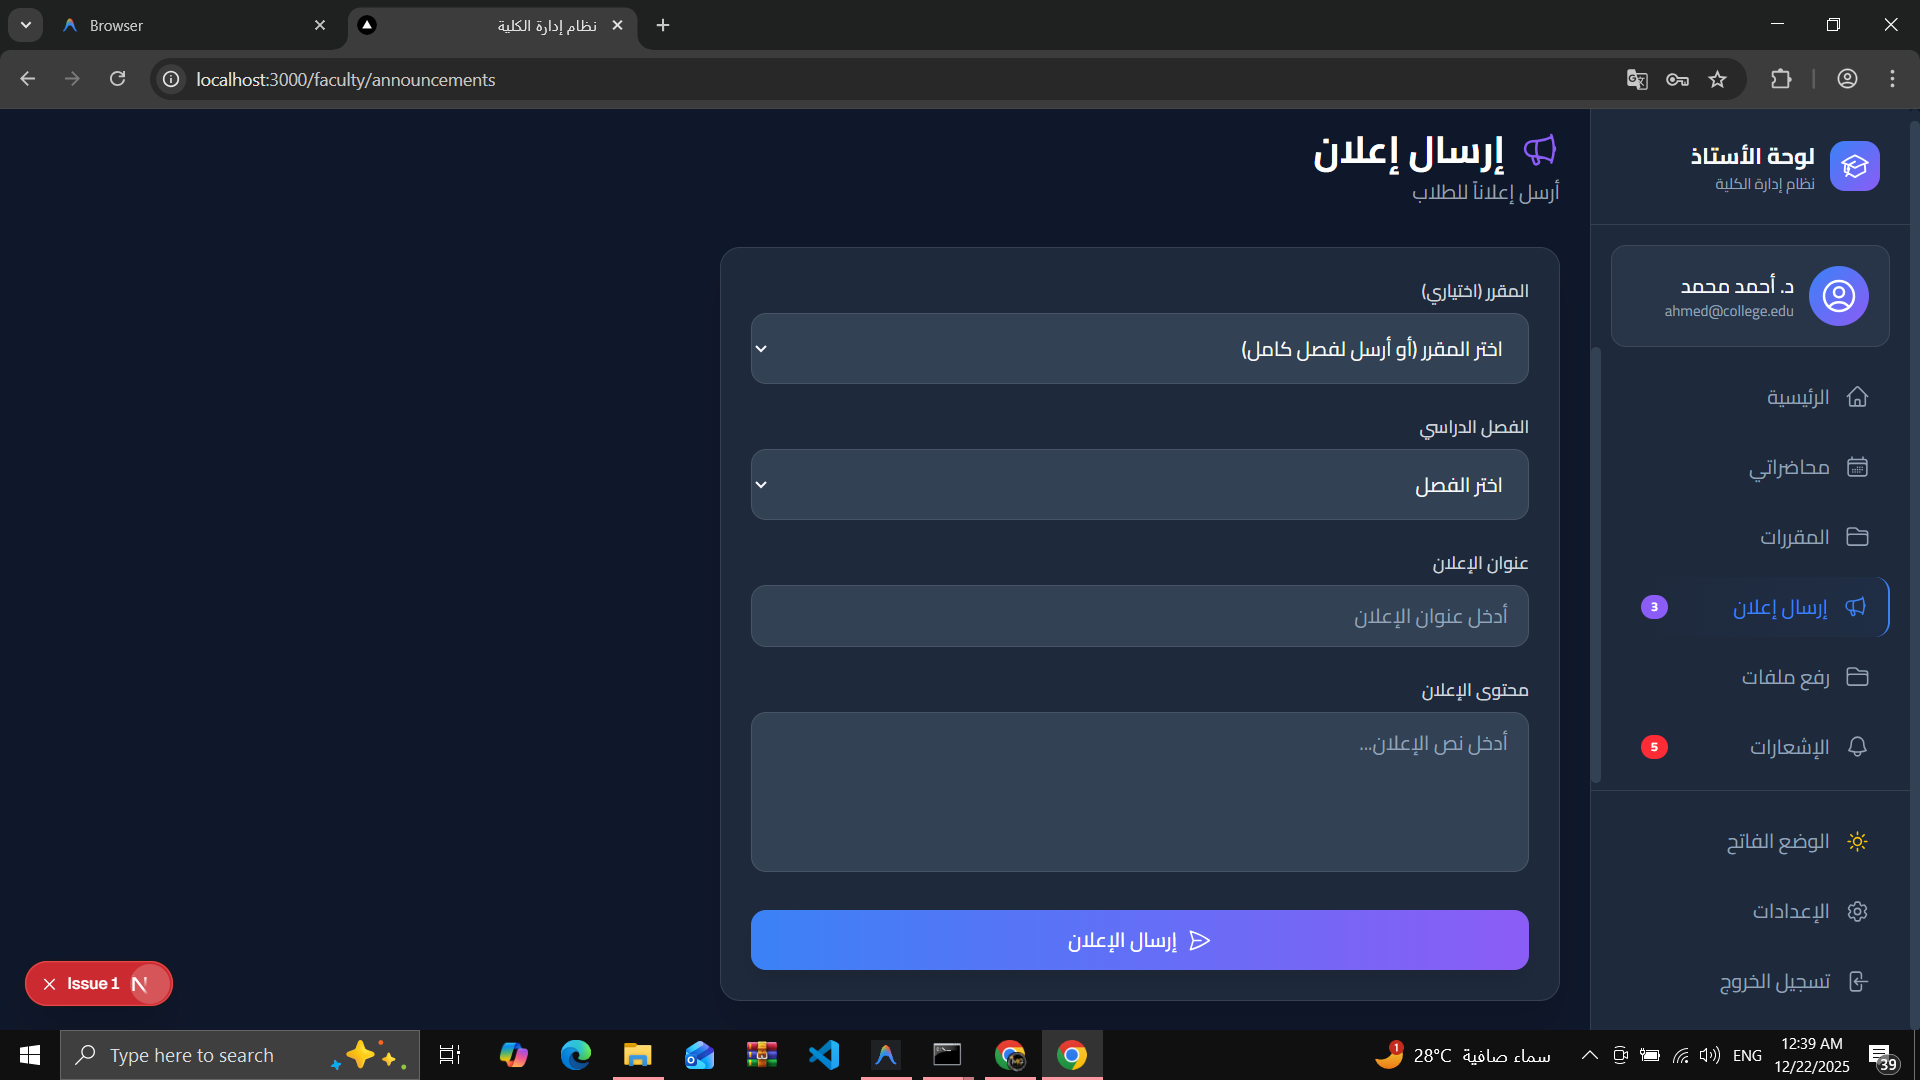 Browser
نظام إدارة الكلية
localhost:3000/faculty/announcements
لوحة الأستاذ
نظام إدارة الكلية
د. أحمد محمد
ahmed@college.edu
الرئيسية
محاضراتي
المقررات
إرسال إعلان
3
رفع ملفات
الإشعارات
5
الوضع الفاتح
الإعدادات
تسجيل الخروج
إرسال إعلان
أرسل إعلاناً للطلاب
المقرر (اختياري)
اختر المقرر (أو أرسل لفصل كامل)
الفصل الدراسي
اختر الفصل
عنوان الإعلان
أدخل عنوان الإعلان
محتوى الإعلان
أدخل نص الإعلان...
إرسال الإعلان
Issue 1
N
Type here to search
1
28°C سماء صافية
ENG
12:39 AM
12/22/2025
39